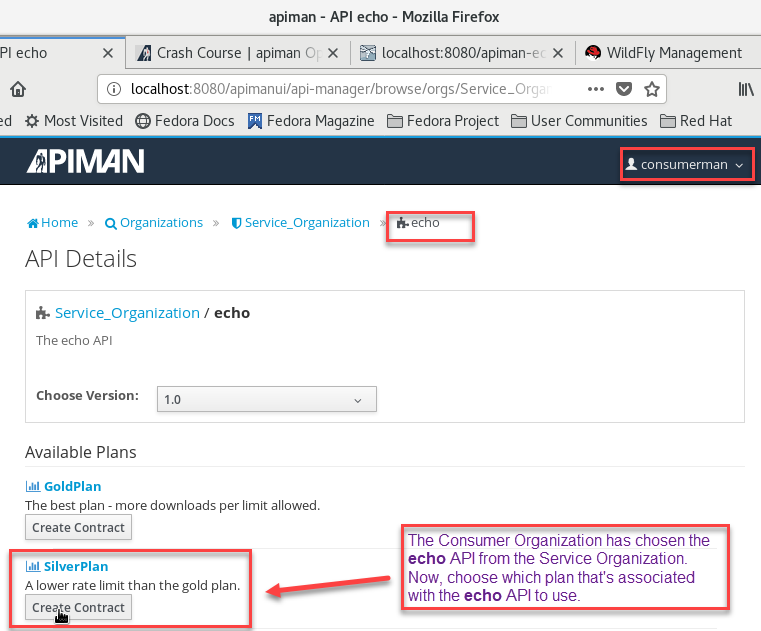 apiman - API echo - Mozilla Firefox
PI echo
Crash Course | apiman Op
localhost:8080/apiman-ec
WildFly Management
localhost:8080/apimanui/api-manager/browse/orgs/Service_Organ
ed Most Visited Fedora Docs Fedora Magazine Fedora Project User Communities Red Hat
APIMAN
consumerman
Home » Organizations » Service_Organization » echo
API Details
Service_Organization / echo
The echo API
Choose Version: 1.0
Available Plans
GoldPlan
The best plan - more downloads per limit allowed.
Create Contract
SilverPlan
A lower rate limit than the gold plan.
Create Contract
The Consumer Organization has chosen the
echo API from the Service Organization.
Now, choose which plan that's associated
with the echo API to use.